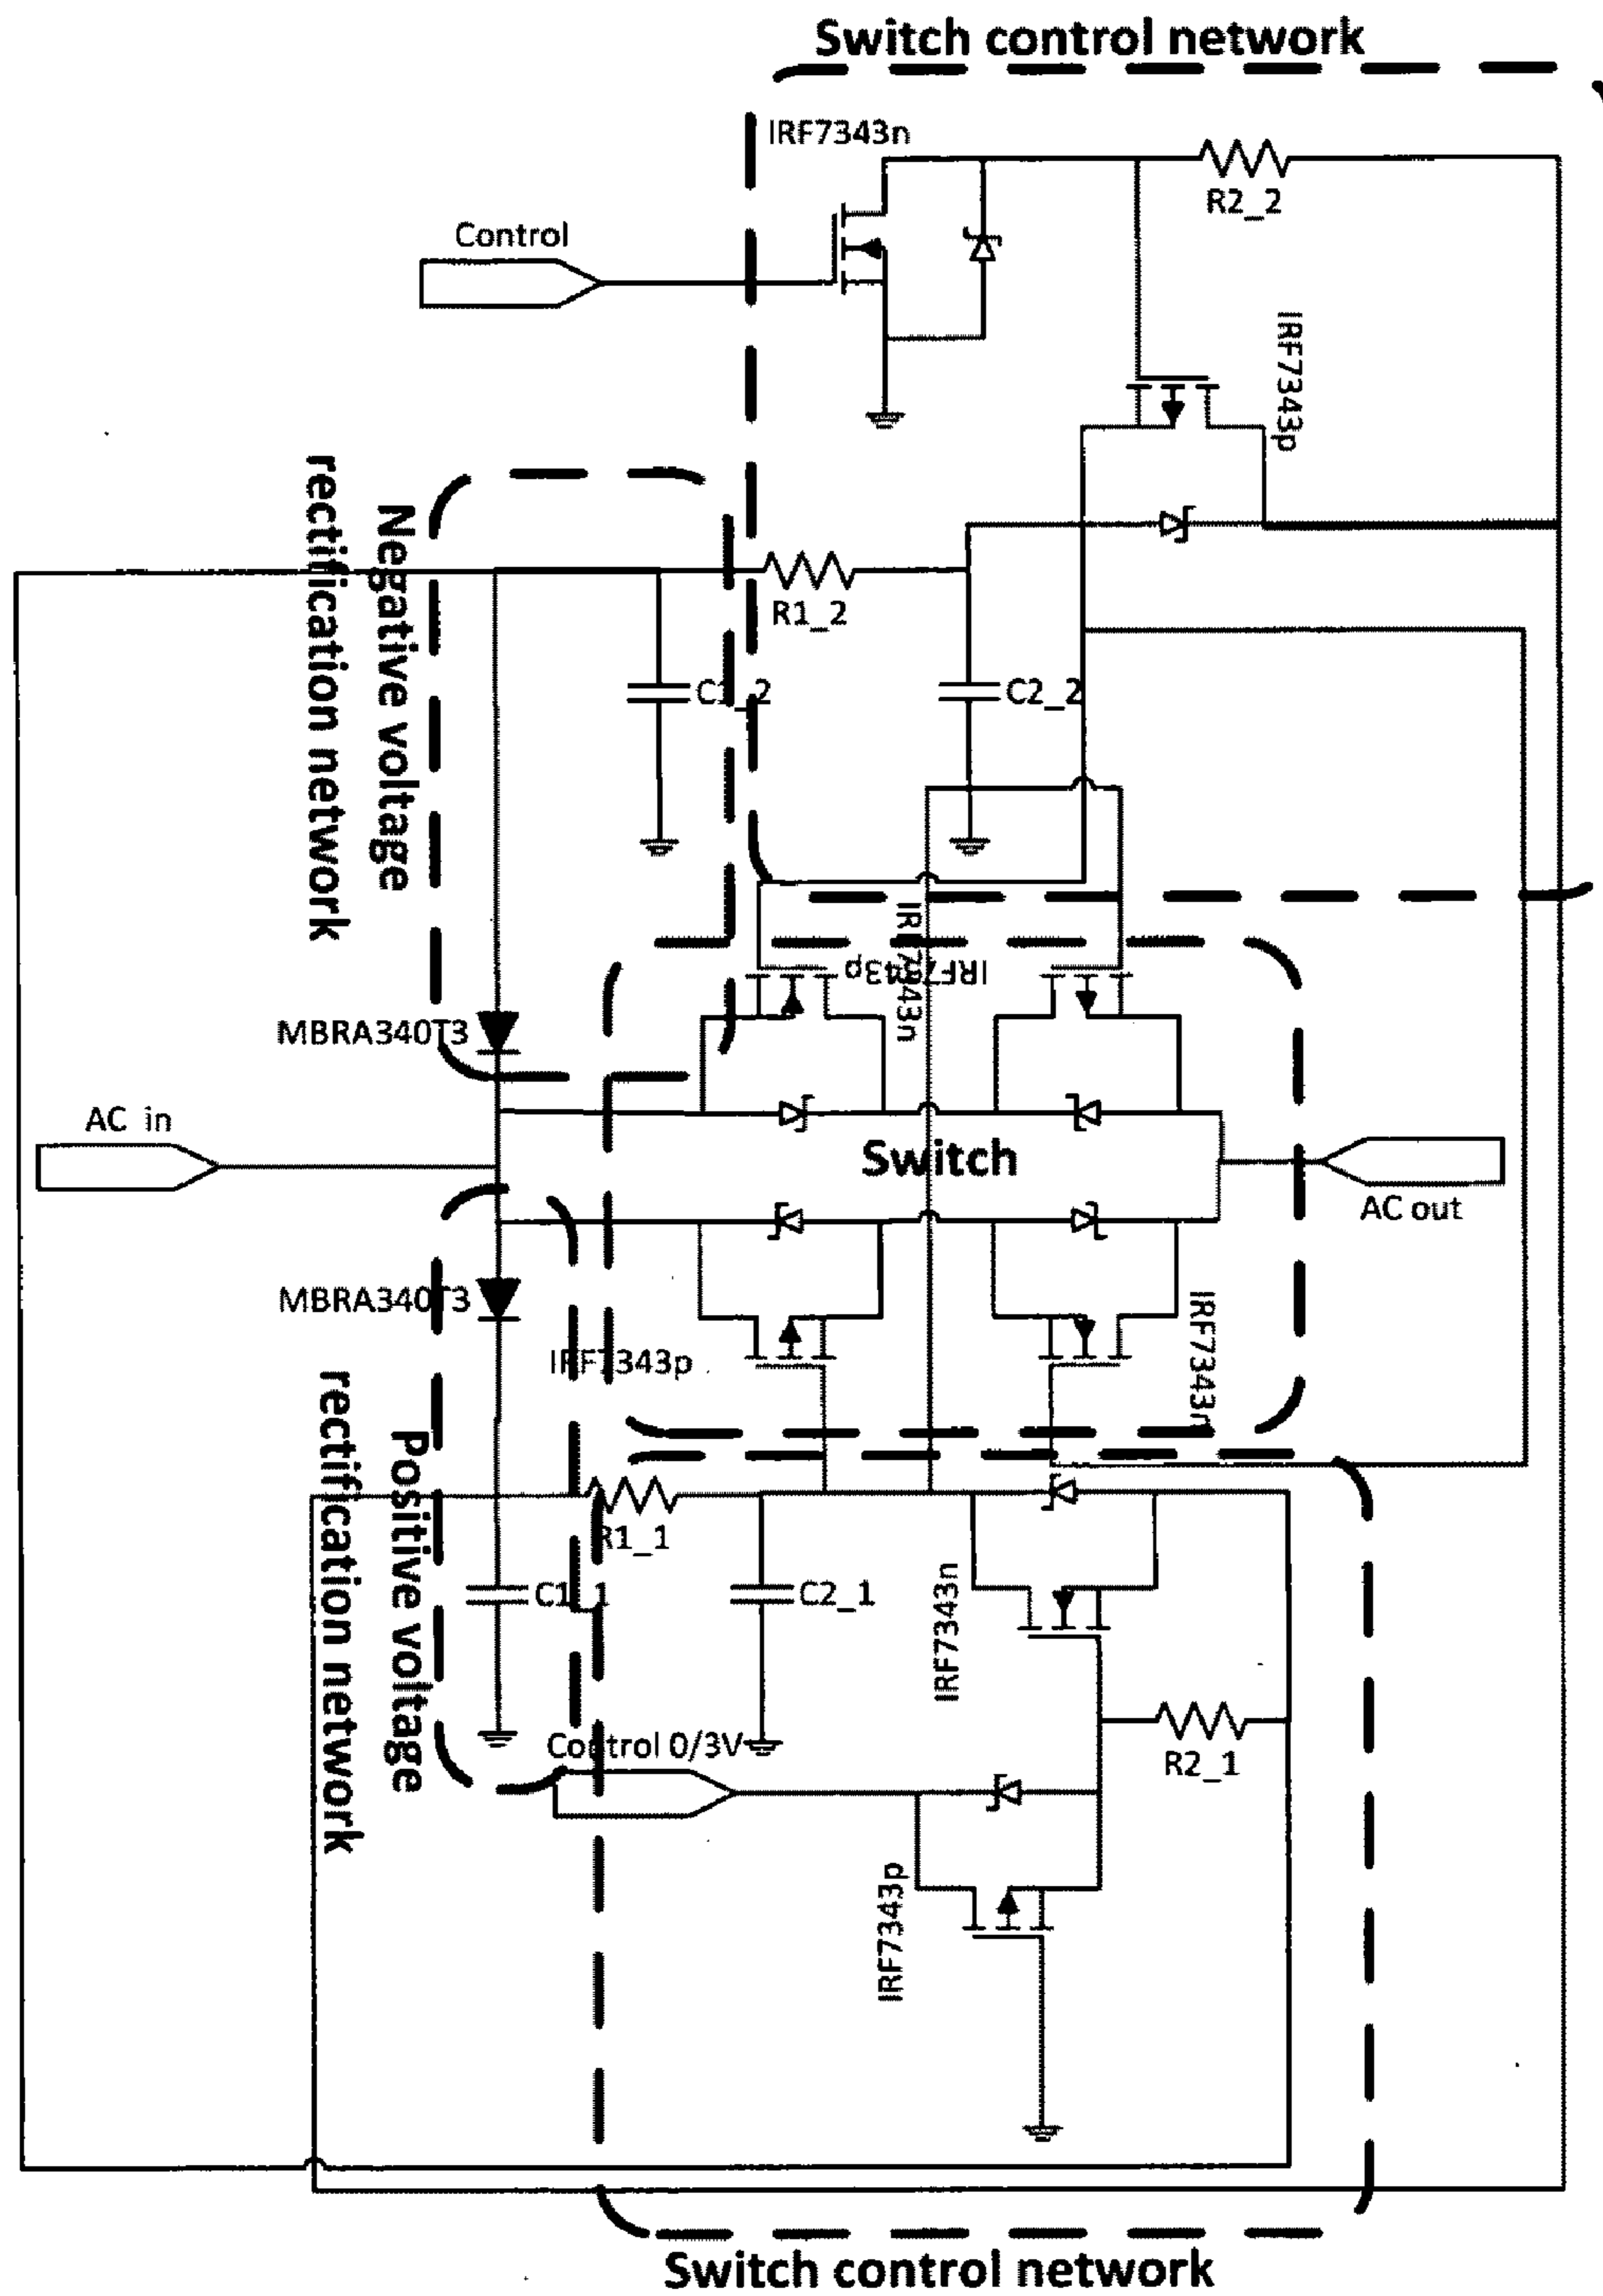 Switch control network
IRF7343n
R2_2
Control
IRF7343p
Negative voltage
rectification network
R1_2
C1_2
C2_2
IRF7343n
IRF7343p
MBRA340T3
AC in
Switch
AC out
MBRA340T3
IRF7343p
IRF7343n
Positive voltage
rectification network
R1_1
C1_1
C2_1
IRF7343n
Control 0/3V
R2_1
IRF7343p
Switch control network